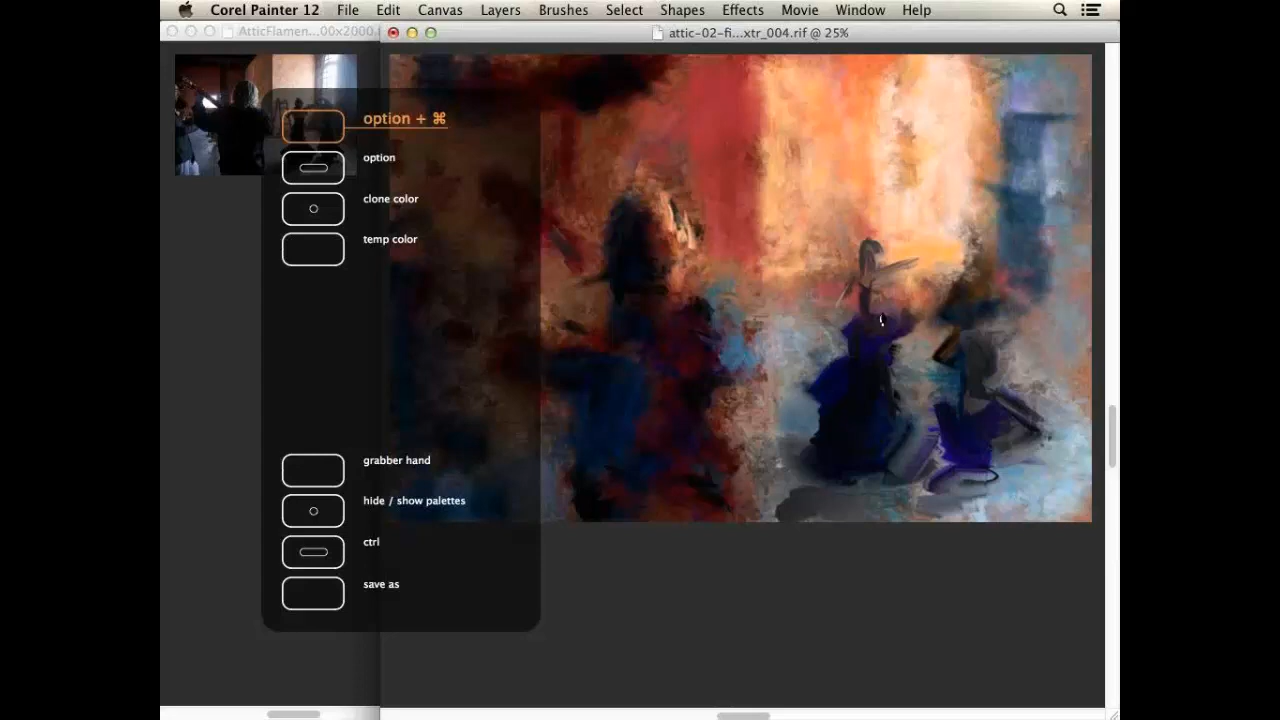 Corel Painter 12 File Edit Canvas Layers Brushes Select Shapes Effects Movie Window Help
AtticFlamen...00x2000.
attic-02-fi...xtr_004.rif @ 25%
option + ⌘
option
clone color
temp color
grabber hand
hide / show palettes
ctrl
save as